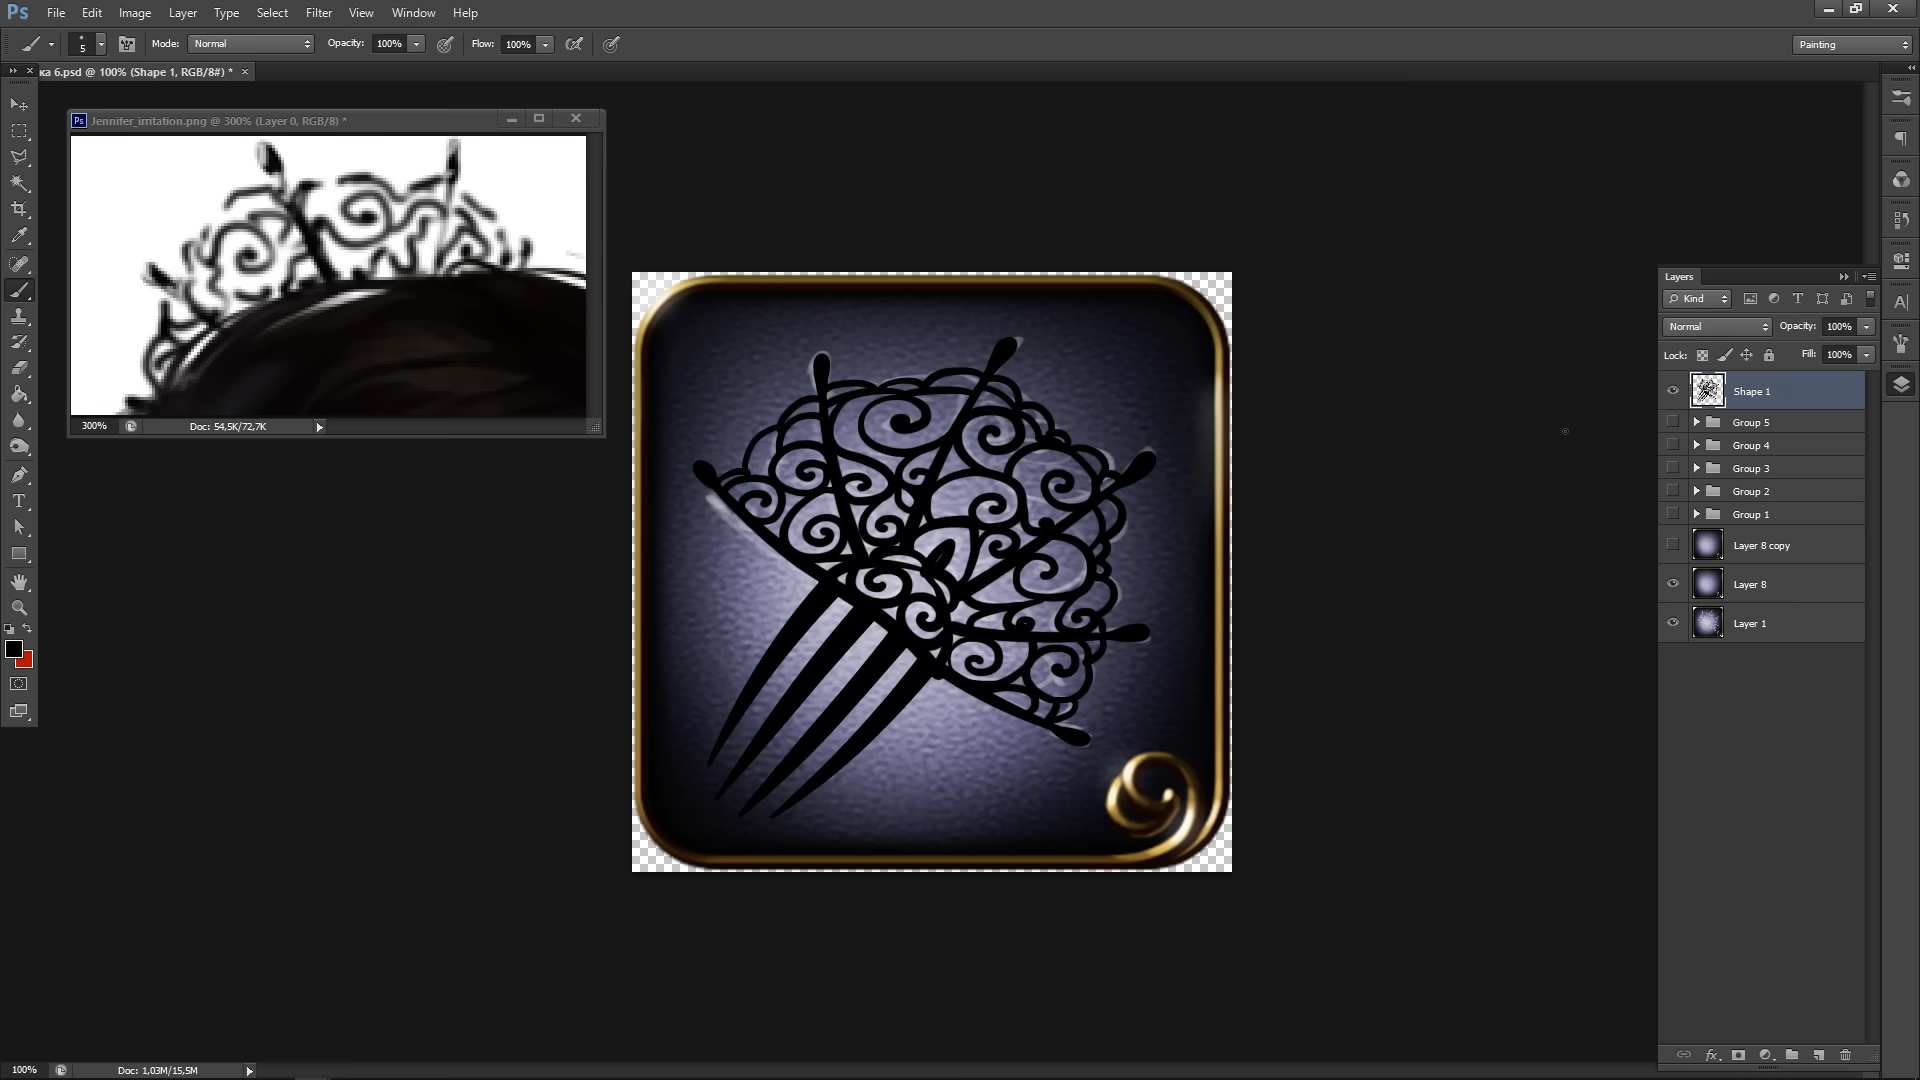 Ps File Edit Image Layer Type Select Filter View Window Help
5 Mode: Normal Opacity: 100% Flow: 100% Painting
ка 6.psd @ 100% (Shape 1, RGB/8#) * ×
Ps Jennifer_irritation.png @ 300% (Layer 0, RGB/8) *
300% Doc: 54,5K/72,7K
Layers
Kind
Normal Opacity: 100%
Lock: Fill: 100%
Shape 1
Group 5
Group 4
Group 3
Group 2
Group 1
Layer 8 copy
Layer 8
Layer 1
fx
100% Doc: 1,03M/15,5M